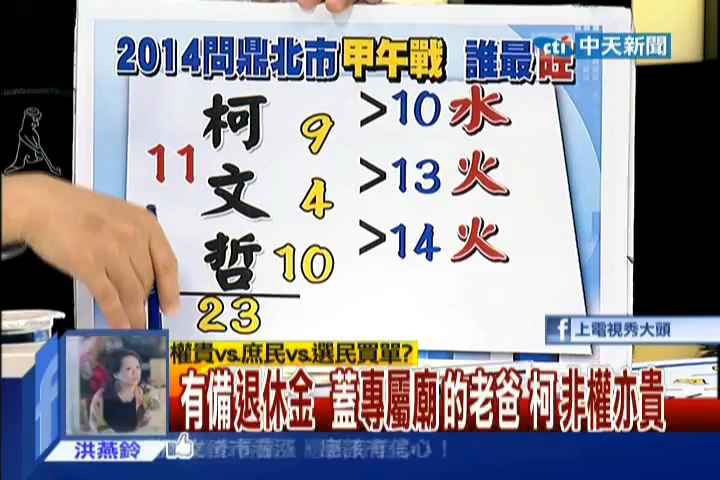 cti 中天新聞
2014問鼎北市甲午戰 誰最旺
柯 9 >10 水
11
文 4 >13 火
哲 10 >14 火
23
f 上電視秀大頭
權貴vs.庶民vs.選民買單?
有備退休金 蓋專屬廟的老爸 柯非權亦貴
洪燕鈴